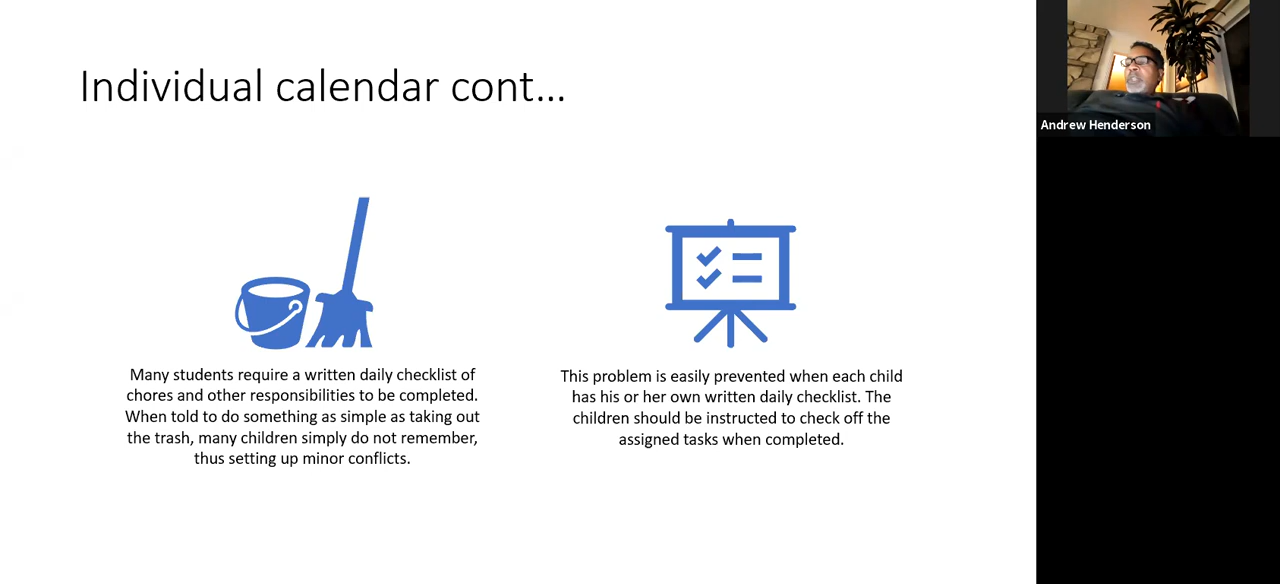 Individual calendar cont...
Many students require a written daily checklist of
chores and other responsibilities to be completed.
When told to do something as simple as taking out
the trash, many children simply do not remember,
thus setting up minor conflicts.
This problem is easily prevented when each child
has his or her own written daily checklist. The
children should be instructed to check off the
assigned tasks when completed.
Andrew Henderson